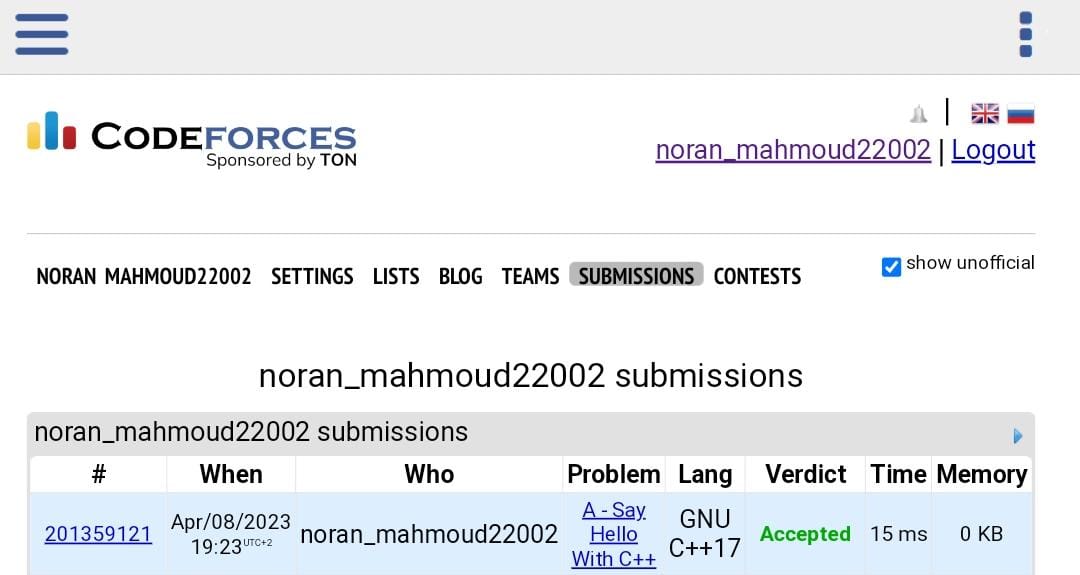 CODEFORCES
Sponsored by TON
noran_mahmoud22002 | Logout
NORAN MAHMOUD22002 SETTINGS LISTS BLOG TEAMS SUBMISSIONS CONTESTS
show unofficial
noran_mahmoud22002 submissions
noran_mahmoud22002 submissions
# When Who Problem Lang Verdict Time Memory
201359121 Apr/08/2023 19:23 UTC+2 noran_mahmoud22002 A - Say Hello With C++ GNU C++17 Accepted 15 ms 0 KB